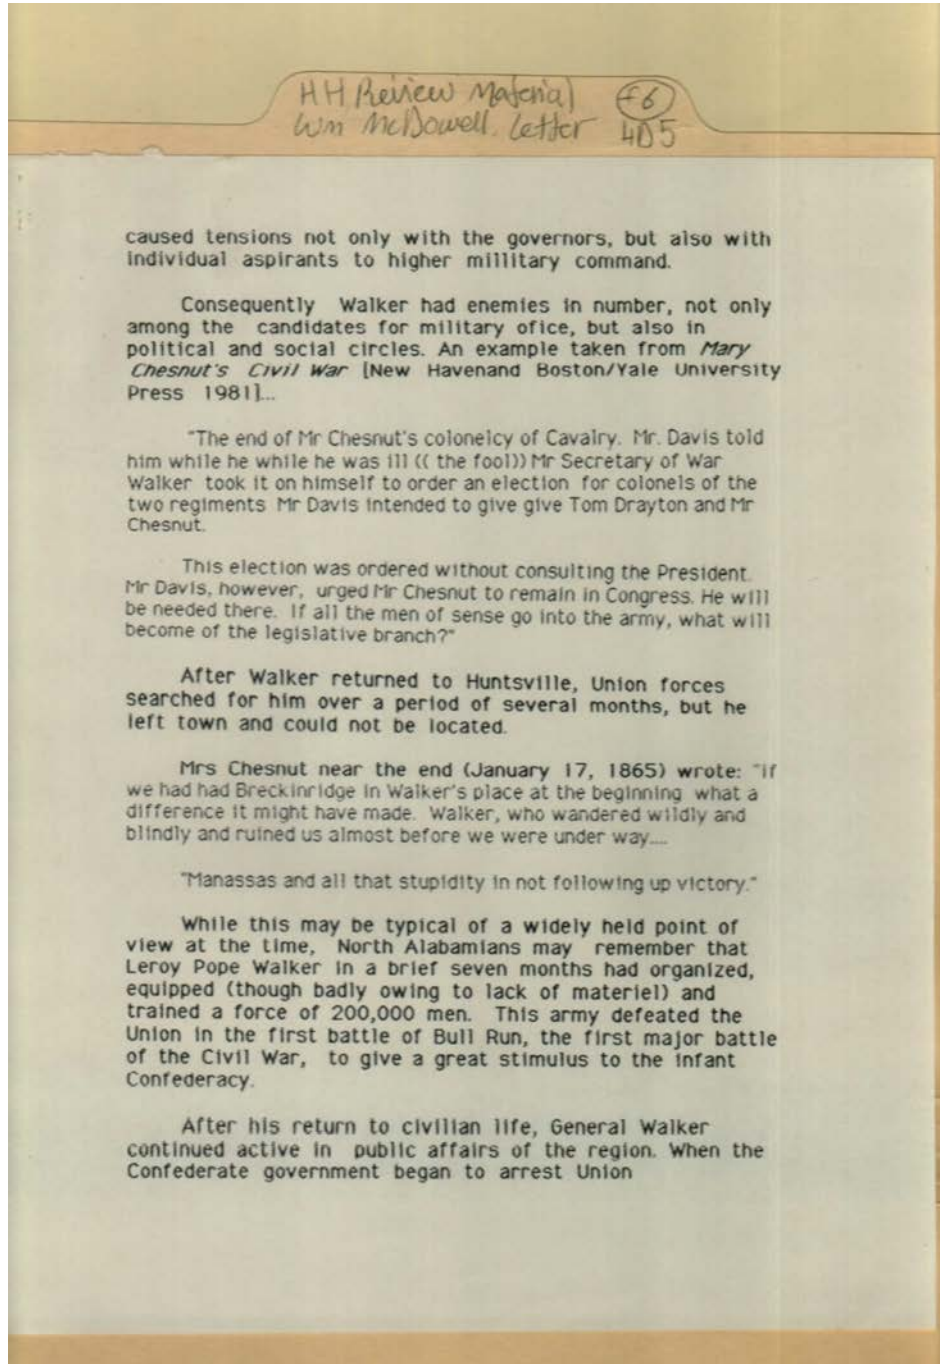 HH Review Material F6
Wm McDowell. Letter 4D5
caused tensions not only with the governors, but also with
individual aspirants to higher millitary command.
Consequently Walker had enemies in number, not only
among the candidates for military ofice, but also in
political and social circles. An example taken from Mary
Chesnut's Civil War [New Havenand Boston/Yale University
Press 1981]...
"The end of Mr Chesnut's colonelcy of Cavalry. Mr. Davis told
him while he while he was ill (( the fool)) Mr Secretary of War
Walker took it on himself to order an election for colonels of the
two regiments Mr Davis intended to give give Tom Drayton and Mr
Chesnut.
This election was ordered without consulting the President.
Mr Davis, however, urged Mr Chesnut to remain in Congress. He will
be needed there. If all the men of sense go into the army, what will
become of the legislative branch?"
After Walker returned to Huntsville, Union forces
searched for him over a period of several months, but he
left town and could not be located.
Mrs Chesnut near the end (January 17, 1865) wrote: "If
we had had Breckinridge in Walker's place at the beginning what a
difference it might have made. Walker, who wandered wildly and
blindly and ruined us almost before we were under way....
"Manassas and all that stupidity in not following up victory."
While this may be typical of a widely held point of
view at the time, North Alabamians may remember that
Leroy Pope Walker in a brief seven months had organized,
equipped (though badly owing to lack of materiel) and
trained a force of 200,000 men. This army defeated the
Union in the first battle of Bull Run, the first major battle
of the Civil War, to give a great stimulus to the infant
Confederacy.
After his return to civilian life, General Walker
continued active in public affairs of the region. When the
Confederate government began to arrest Union